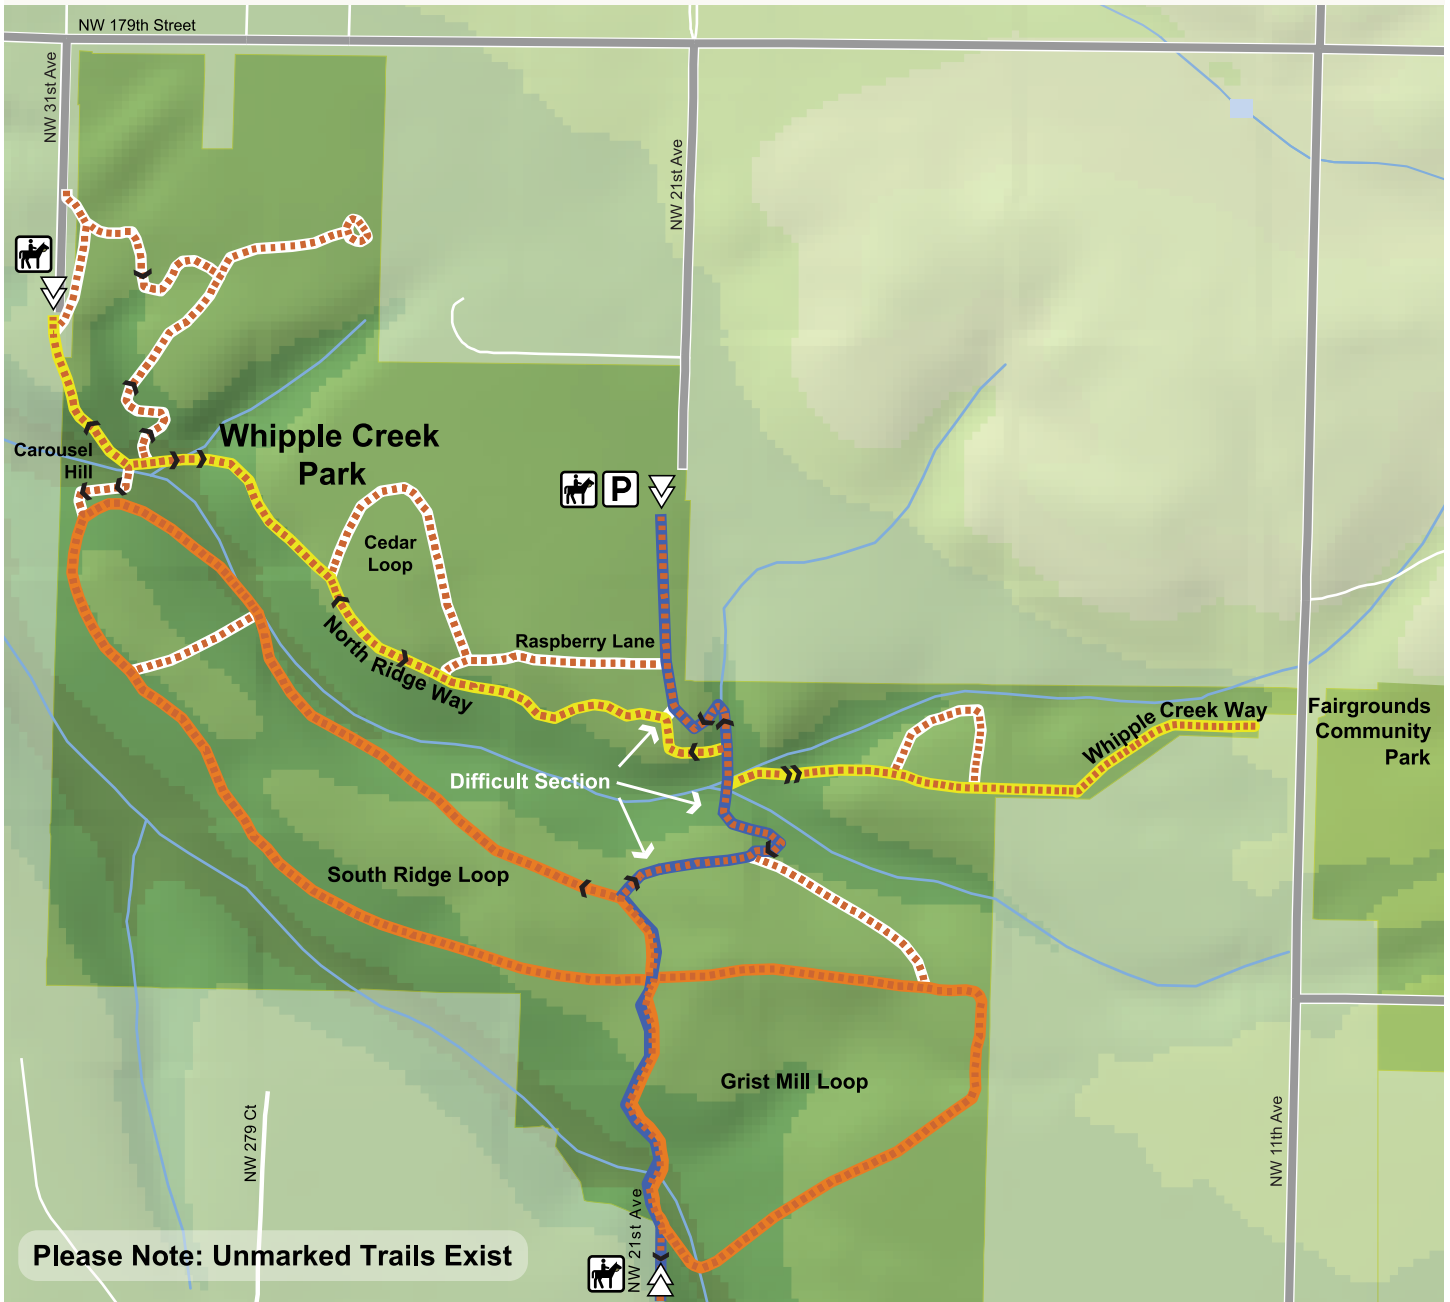 NW 179th Street
NW 31st Ave
NW 21st Ave
Whipple Creek
Park
Carousel
Hill
P
Cedar
Loop
Raspberry Lane
North Ridge Way
Whipple Creek Way
Fairgrounds
Community
Park
Difficult Section
South Ridge Loop
Grist Mill Loop
NW 279 Ct
NW 11th Ave
NW 21st Ave
Please Note: Unmarked Trails Exist